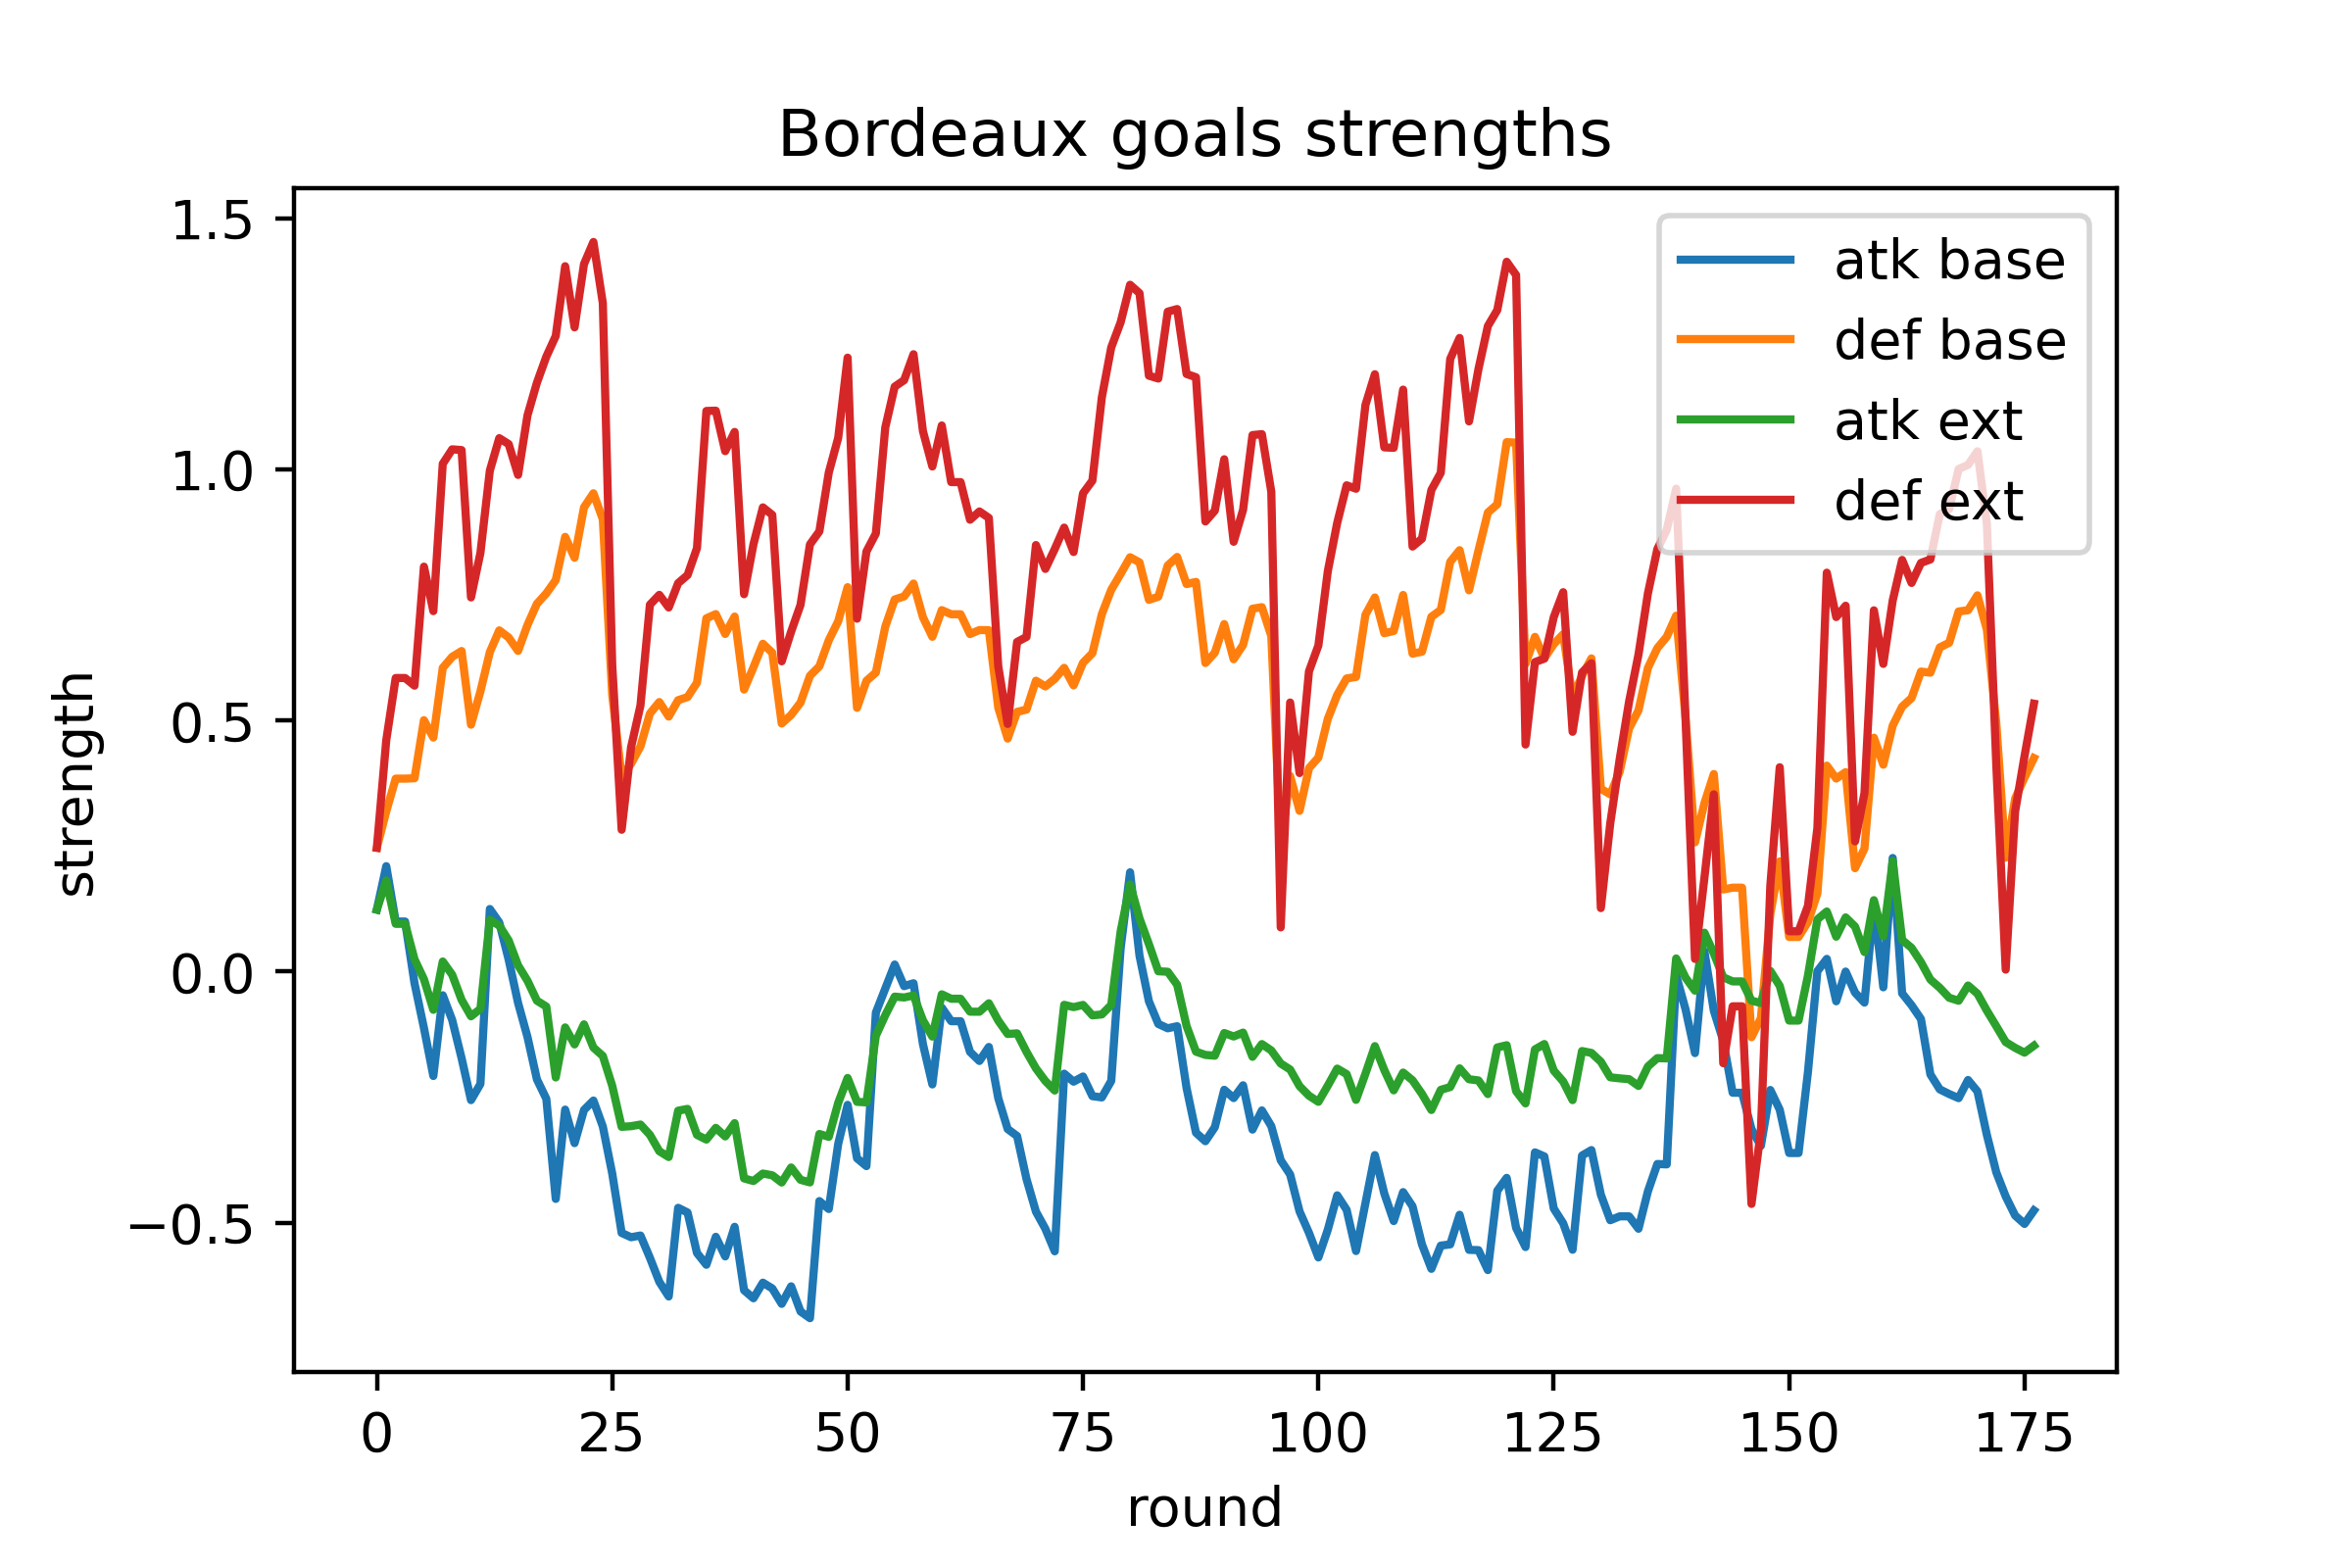 Bordeaux goals strengths
1.5
1.0
0.5
0.0
−0.5
strength
atk base
def base
atk ext
def ext
0 25 50 75 100 125 150 175
round